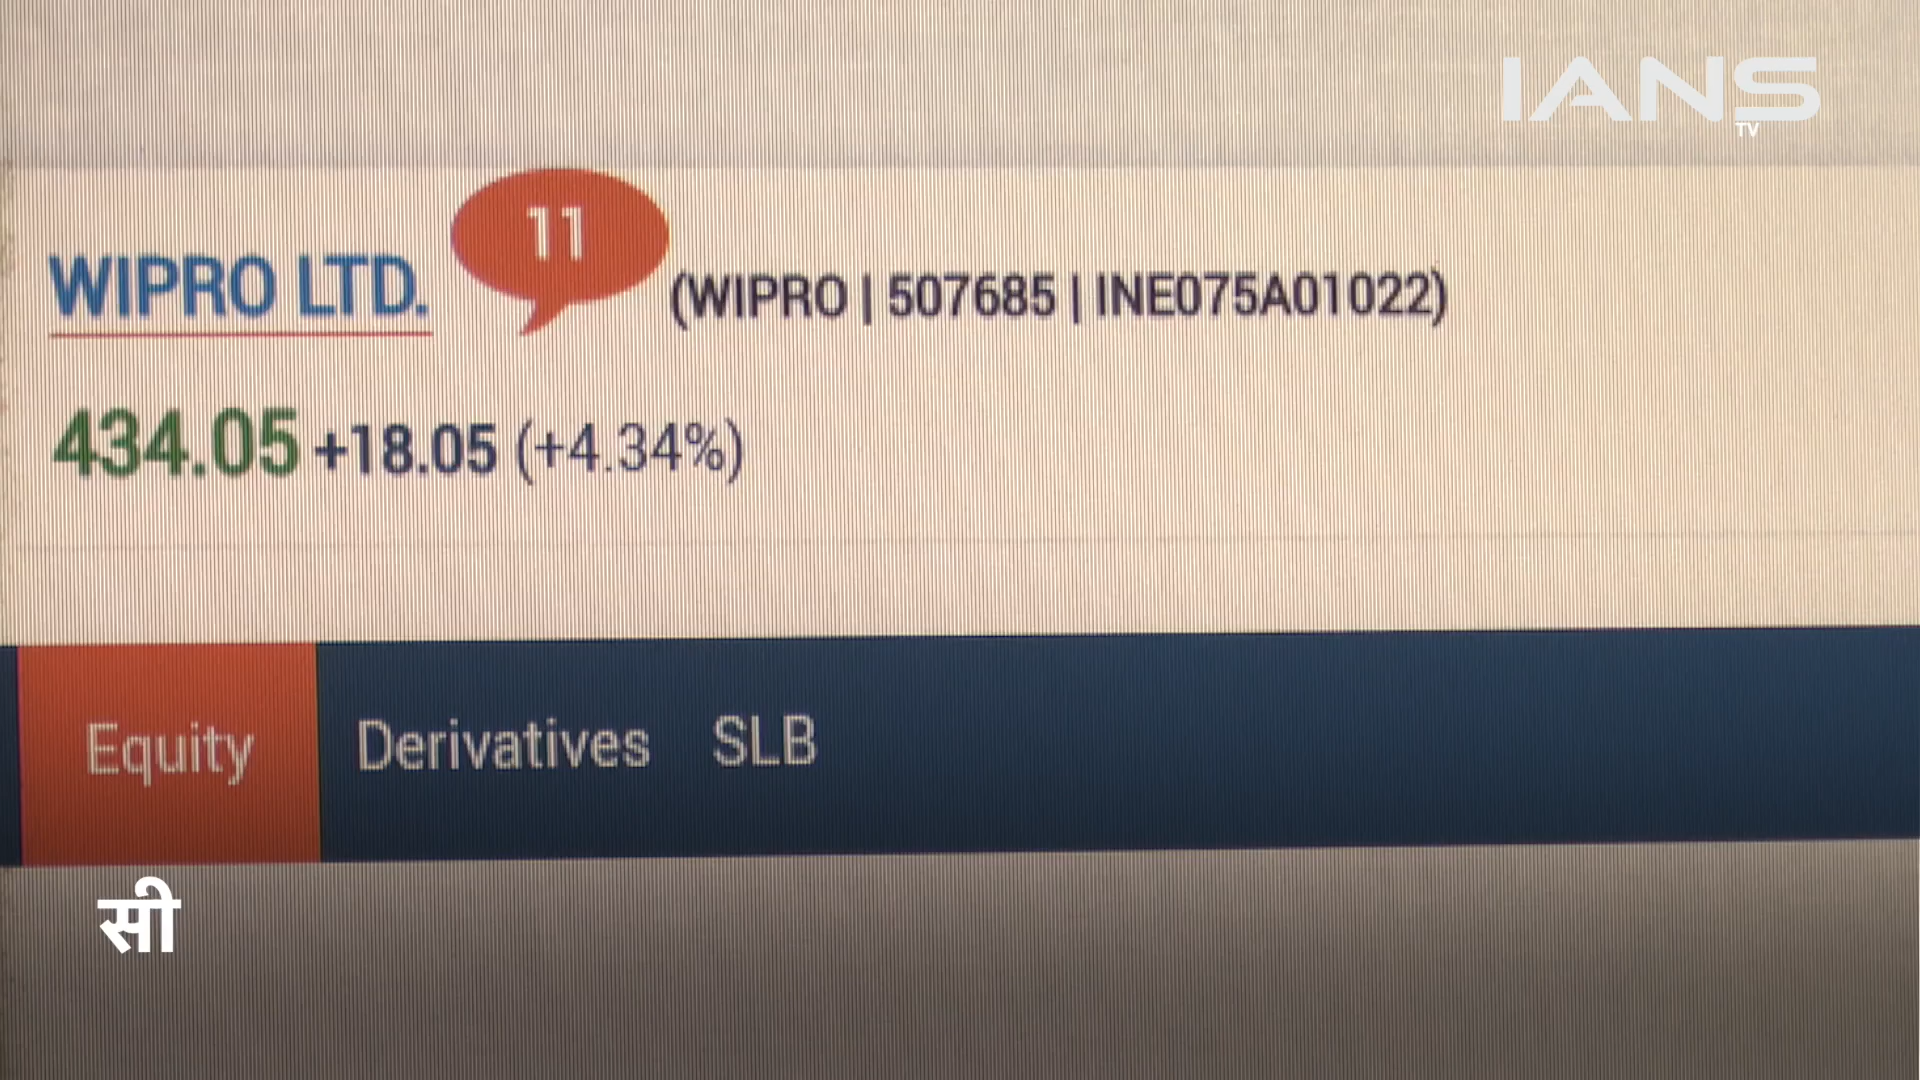 IANS
TV
11
WIPRO LTD. (WIPRO | 507685 | INE075A01022)
434.05 +18.05 (+4.34%)
Equity Derivatives SLB
सी